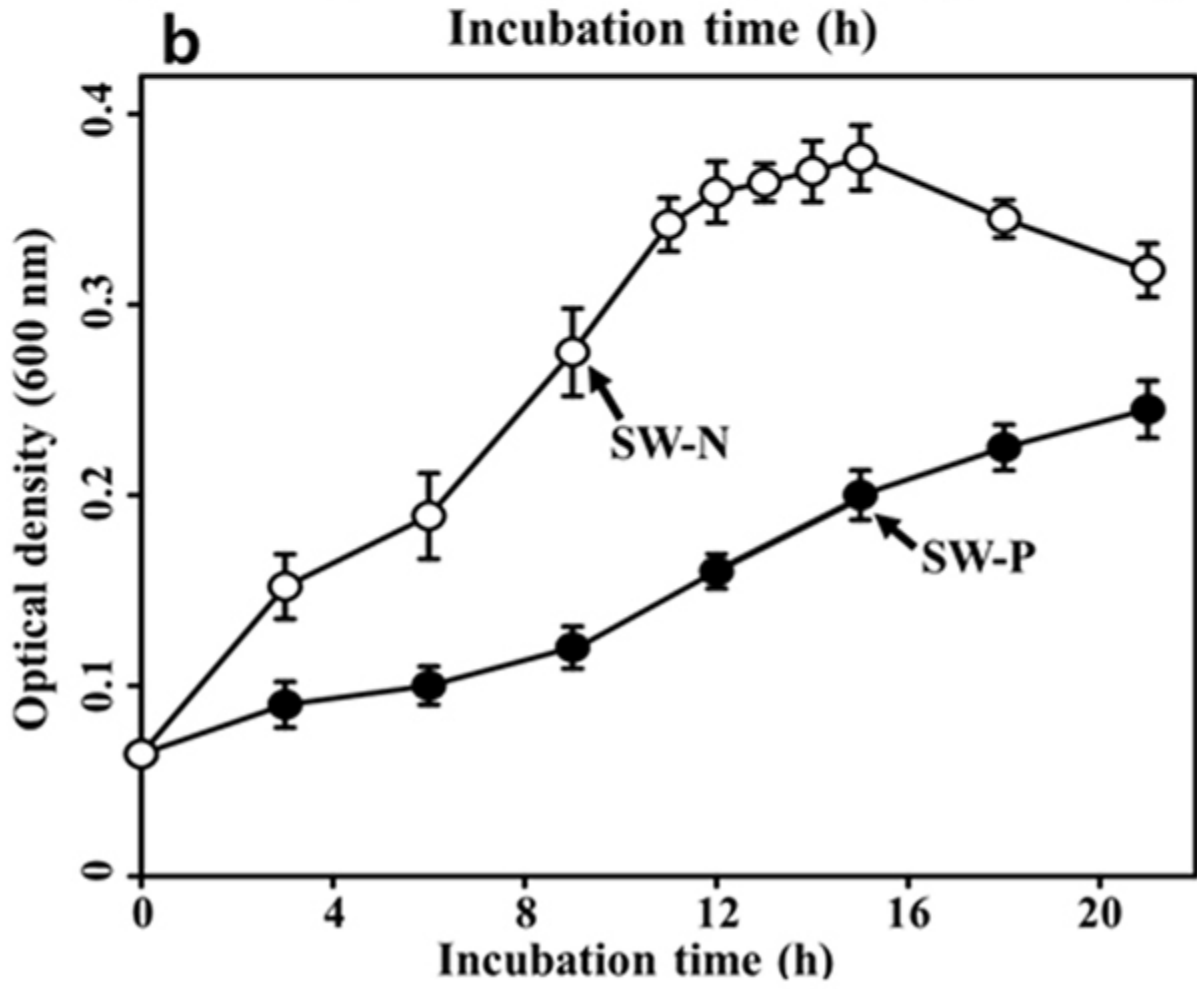 Incubation time (h)
b
0.4
0.3
0.2
0.1
0
Optical density (600 nm)
SW-N
SW-P
0 4 8 12 16 20
Incubation time (h)